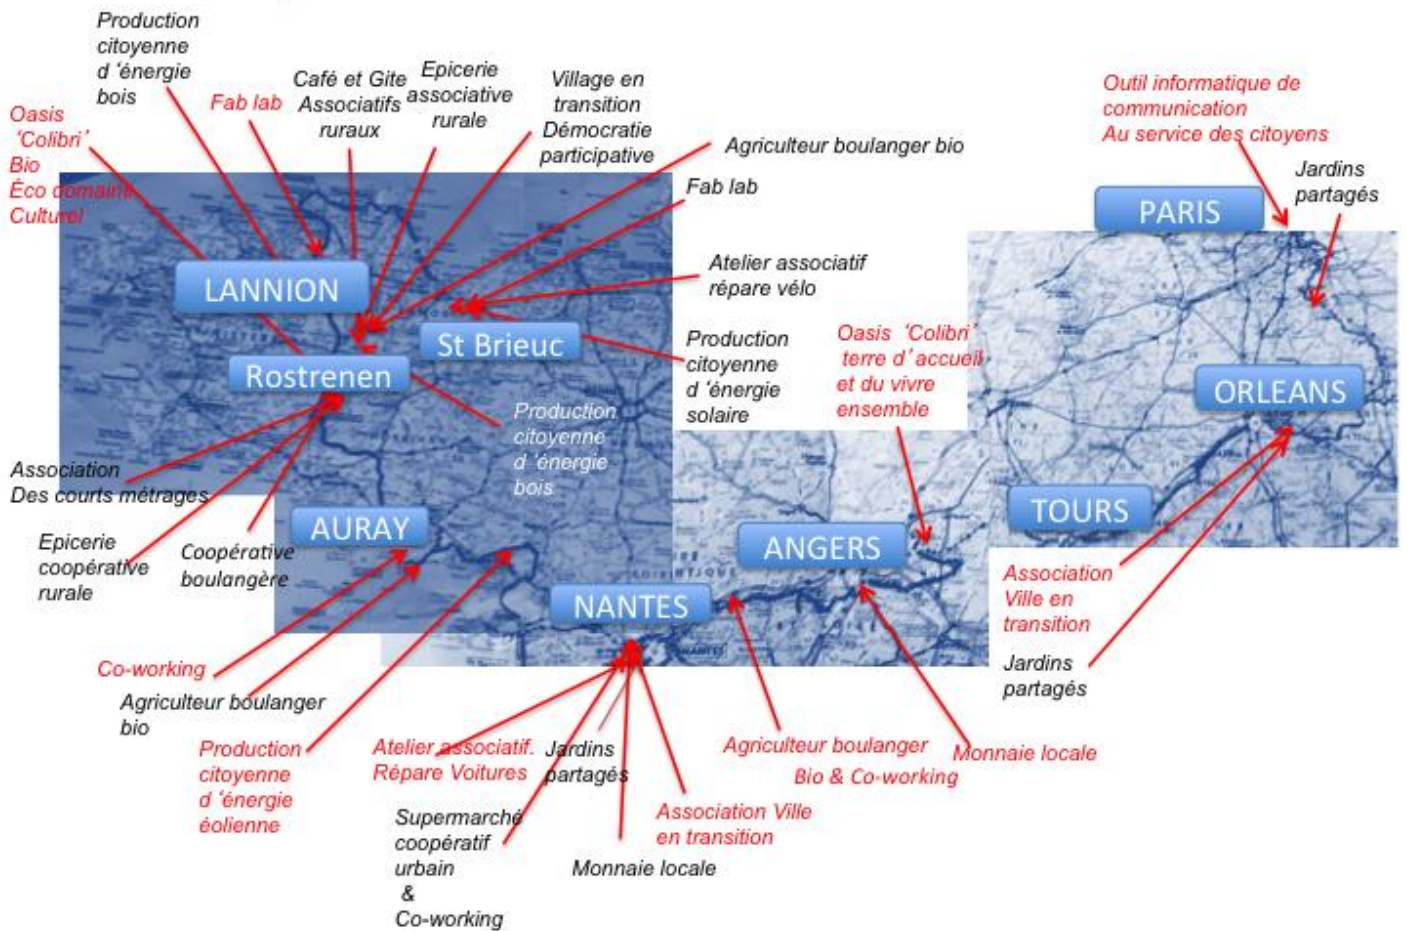 Production
citoyenne
d ‘énergie
bois
Oasis
‘Colibri’
Bio
Éco domaine
Culturel
Fab lab
Café et Gite
Associatifs
ruraux
Epicerie
associative
rurale
Village en
transition
Démocratie
participative
Agriculteur boulanger bio
Fab lab
Atelier associatif
répare vélo
Production
citoyenne
d ‘énergie
solaire
Oasis ‘Colibri’
terre d’accueil
et du vivre
ensemble
Outil informatique de
communication
Au service des citoyens
Jardins
partagés
PARIS
LANNION
St Brieuc
Rostrenen
ORLEANS
Production
citoyenne
d ‘énergie
bois
Association
Des courts métrages
AURAY
ANGERS
TOURS
NANTES
Epicerie
coopérative
rurale
Coopérative
boulangère
Association
Ville en
transition
Jardins
partagés
Co-working
Agriculteur boulanger
bio
Production
citoyenne
d ‘énergie
éolienne
Atelier associatif.
Répare Voitures
Jardins
partagés
Agriculteur boulanger
Bio & Co-working
Monnaie locale
Supermarché
coopératif
urbain
&
Co-working
Association Ville
en transition
Monnaie locale